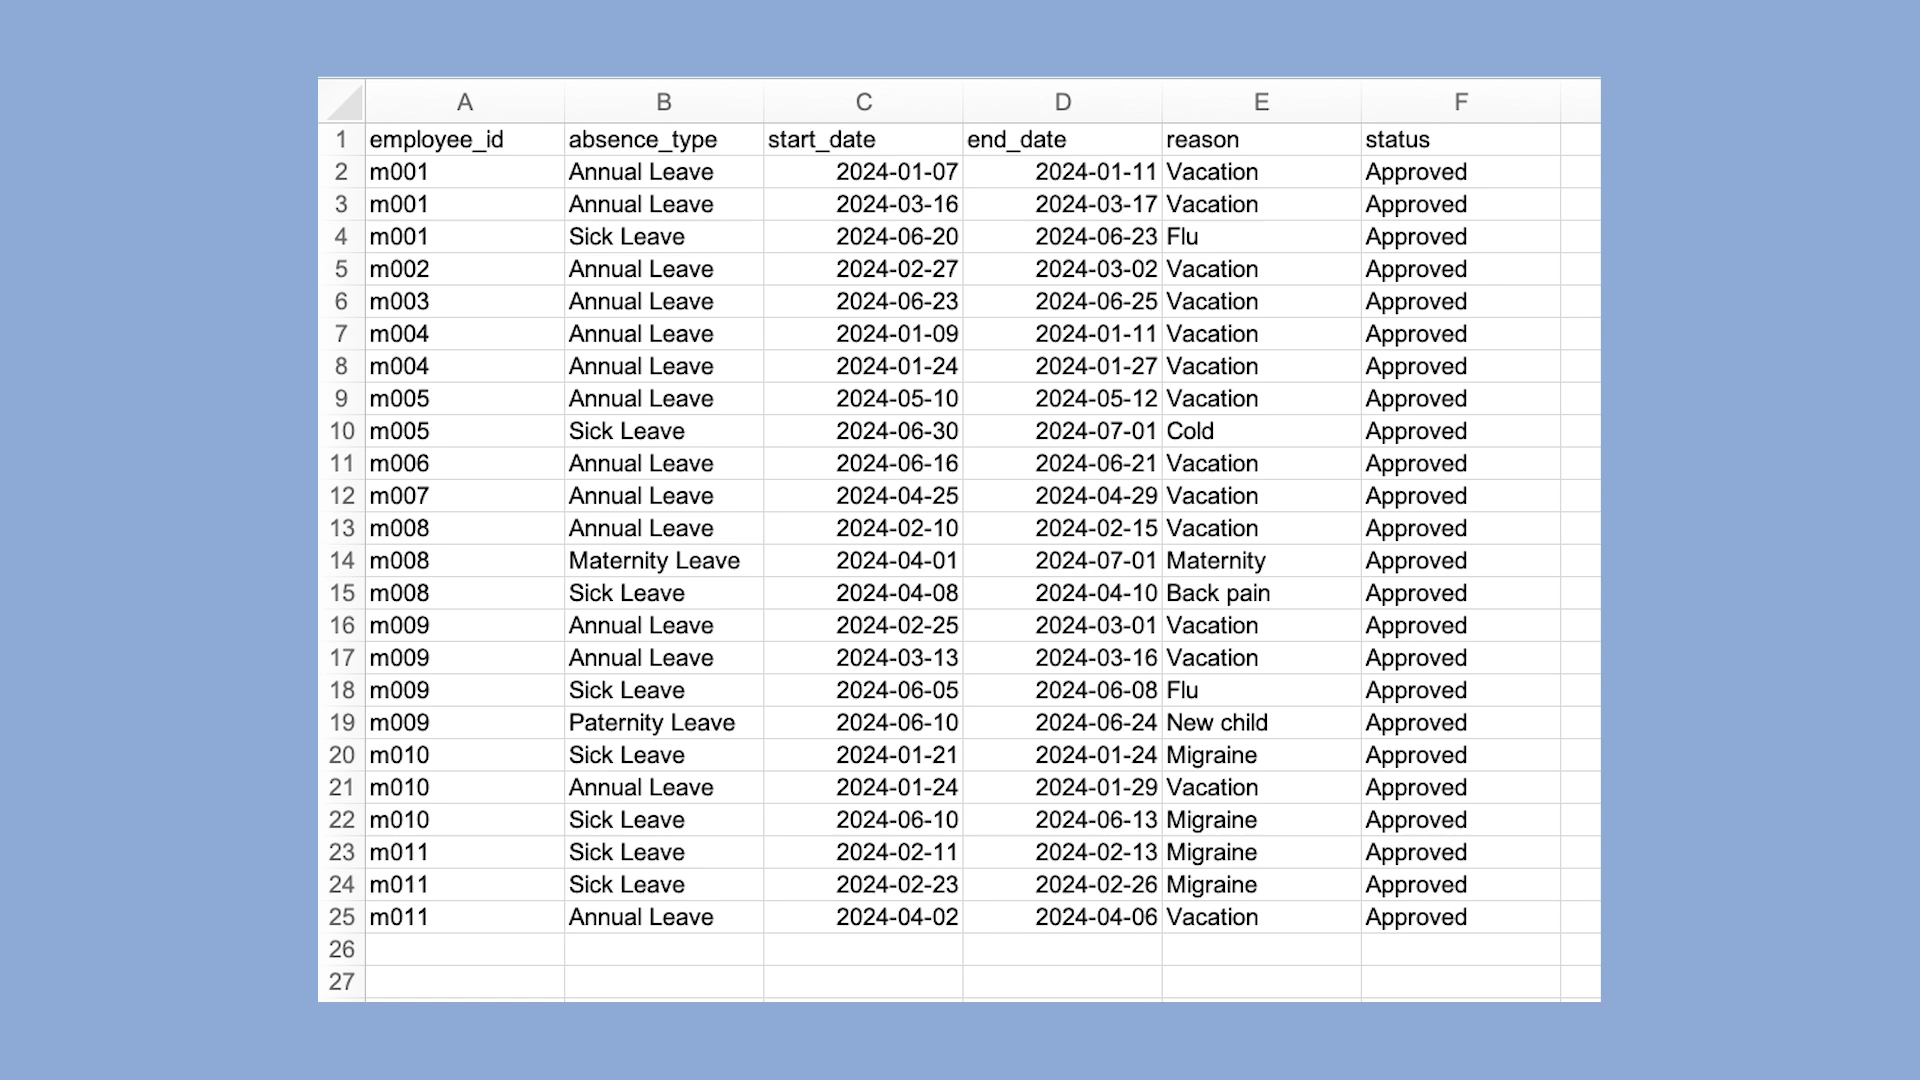 A B C D E F
1 employee_id absence_type start_date end_date reason status
2 m001 Annual Leave 2024-01-07 2024-01-11 Vacation Approved
3 m001 Annual Leave 2024-03-16 2024-03-17 Vacation Approved
4 m001 Sick Leave 2024-06-20 2024-06-23 Flu Approved
5 m002 Annual Leave 2024-02-27 2024-03-02 Vacation Approved
6 m003 Annual Leave 2024-06-23 2024-06-25 Vacation Approved
7 m004 Annual Leave 2024-01-09 2024-01-11 Vacation Approved
8 m004 Annual Leave 2024-01-24 2024-01-27 Vacation Approved
9 m005 Annual Leave 2024-05-10 2024-05-12 Vacation Approved
10 m005 Sick Leave 2024-06-30 2024-07-01 Cold Approved
11 m006 Annual Leave 2024-06-16 2024-06-21 Vacation Approved
12 m007 Annual Leave 2024-04-25 2024-04-29 Vacation Approved
13 m008 Annual Leave 2024-02-10 2024-02-15 Vacation Approved
14 m008 Maternity Leave 2024-04-01 2024-07-01 Maternity Approved
15 m008 Sick Leave 2024-04-08 2024-04-10 Back pain Approved
16 m009 Annual Leave 2024-02-25 2024-03-01 Vacation Approved
17 m009 Annual Leave 2024-03-13 2024-03-16 Vacation Approved
18 m009 Sick Leave 2024-06-05 2024-06-08 Flu Approved
19 m009 Paternity Leave 2024-06-10 2024-06-24 New child Approved
20 m010 Sick Leave 2024-01-21 2024-01-24 Migraine Approved
21 m010 Annual Leave 2024-01-24 2024-01-29 Vacation Approved
22 m010 Sick Leave 2024-06-10 2024-06-13 Migraine Approved
23 m011 Sick Leave 2024-02-11 2024-02-13 Migraine Approved
24 m011 Sick Leave 2024-02-23 2024-02-26 Migraine Approved
25 m011 Annual Leave 2024-04-02 2024-04-06 Vacation Approved
26
27